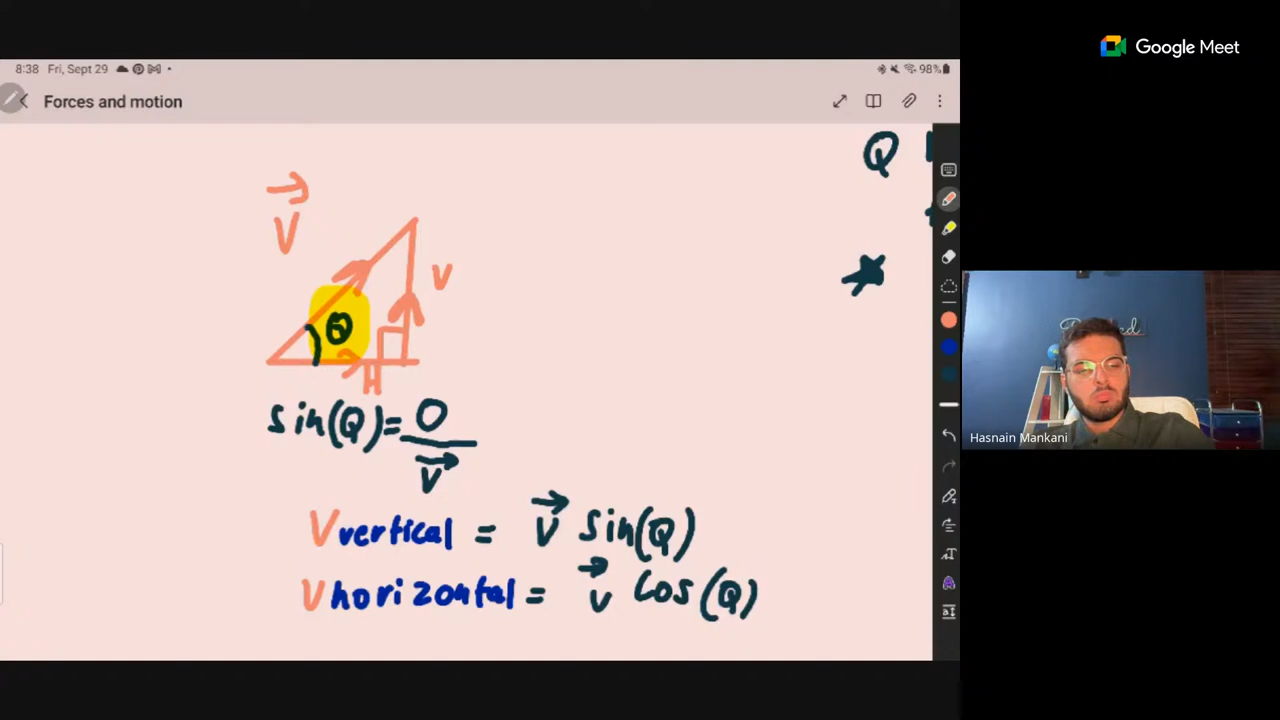 Google Meet
8:38 Fri, Sept 29
98%
Forces and motion
Q
V
V
Q
H
sin(Q)=O
V
Vvertical = V sin(Q)
Vhorizontal = V Cos(Q)
Hasnain Mankani